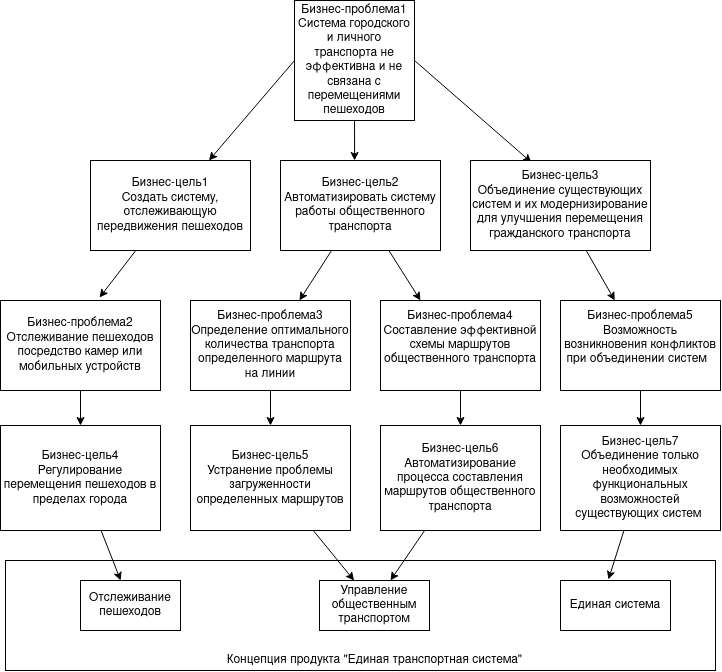 Бизнес-проблема1
Система городского
и личного
транспорта не
эффективна и не
связана с
перемещениями
пешеходов
Бизнес-цель1
Создать систему,
отслеживающую
передвижения пешеходов
Бизнес-цель2
Автоматизировать систему
работы общественного
транспорта
Бизнес-цель3
Объединение существующих
систем и их модернизирование
для улучшения перемещения
гражданского транспорта
Бизнес-проблема2
Отслеживание пешеходов
посредство камер или
мобильных устройств
Бизнес-проблема3
Определение оптимального
количества транспорта
определенного маршрута
на линии
Бизнес-проблема4
Составление эффективной
схемы маршрутов
общественного транспорта
Бизнес-проблема5
Возможность
возникновения конфликтов
при объединении систем
Бизнес-цель4
Регулирование
перемещения пешеходов в
пределах города
Бизнес-цель5
Устранение проблемы
загруженности
определенных маршрутов
Бизнес-цель6
Автоматизирование
процесса составления
маршрутов общественного
транспорта
Бизнес-цель7
Объединение только
необходимых
функциональных
возможностей
существующих систем
Отслеживание
пешеходов
Управление
общественным
транспортом
Единая система
Концепция продукта "Единая транспортная система"